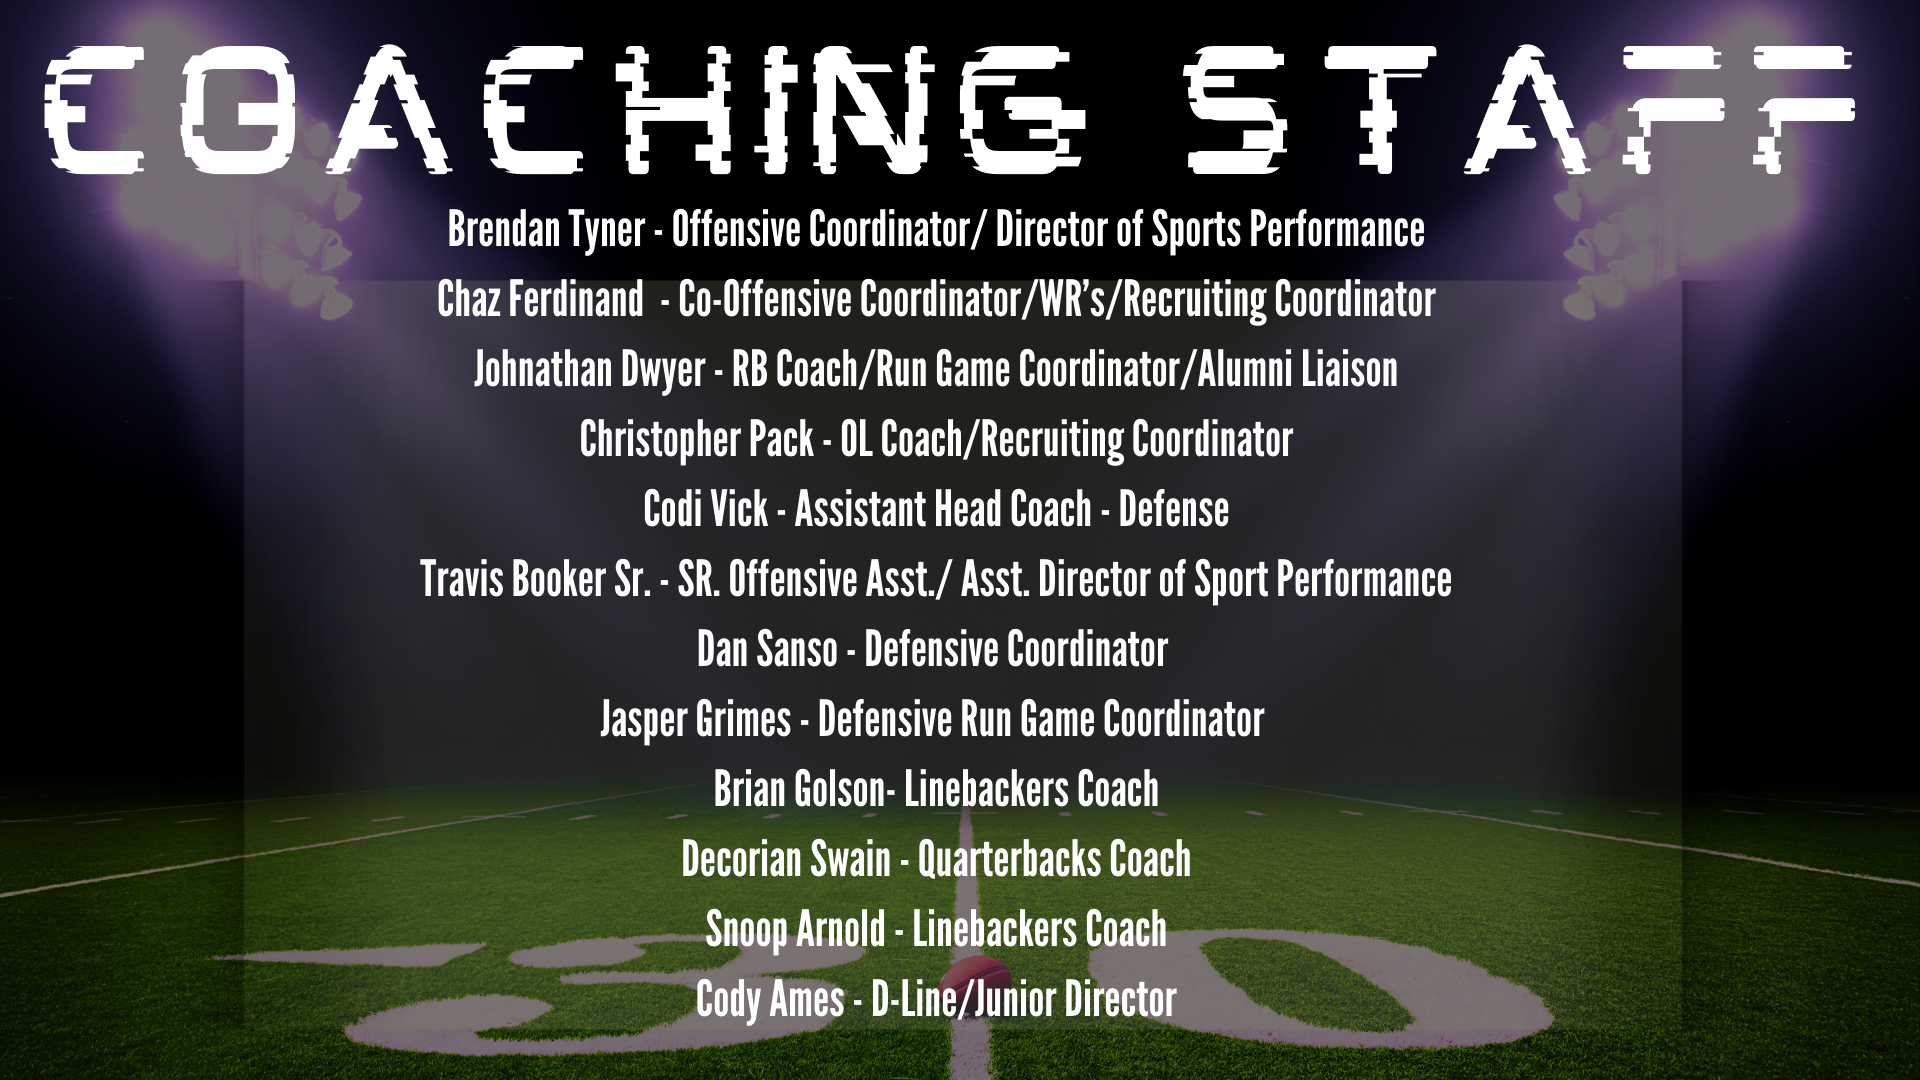 COACHING STAFF
Brendan Tyner - Offensive Coordinator/ Director of Sports Performance
Chaz Ferdinand - Co-Offensive Coordinator/WR’s/Recruiting Coordinator
Johnathan Dwyer - RB Coach/Run Game Coordinator/Alumni Liaison
Christopher Pack - OL Coach/Recruiting Coordinator
Codi Vick - Assistant Head Coach - Defense
Travis Booker Sr. - SR. Offensive Asst./ Asst. Director of Sport Performance
Dan Sanso - Defensive Coordinator
Jasper Grimes - Defensive Run Game Coordinator
Brian Golson- Linebackers Coach
Decorian Swain - Quarterbacks Coach
Snoop Arnold - Linebackers Coach
Cody Ames - D-Line/Junior Director
30